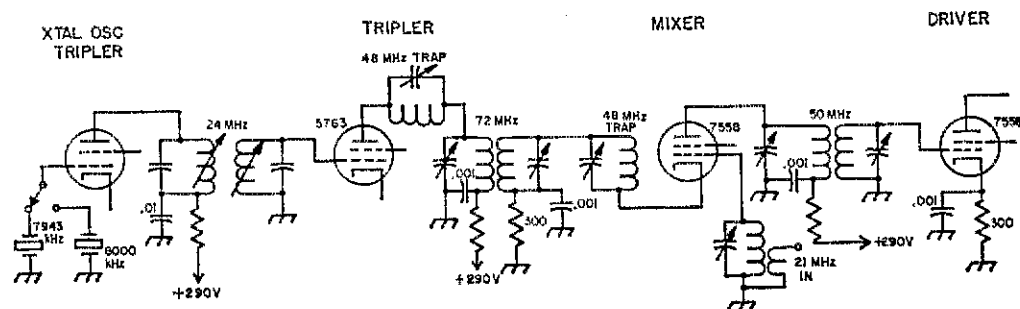 XTAL OSC
TRIPLER
TRIPLER
MIXER
DRIVER
48 MHz TRAP
24 MHz
5763
72 MHz
48 MHz
TRAP
7558
50 MHz
7558
.01
.001
300
.001
.001
.001
300
7943
kHz
8000
kHz
+290V
+290V
21 MHz
IN
+290V